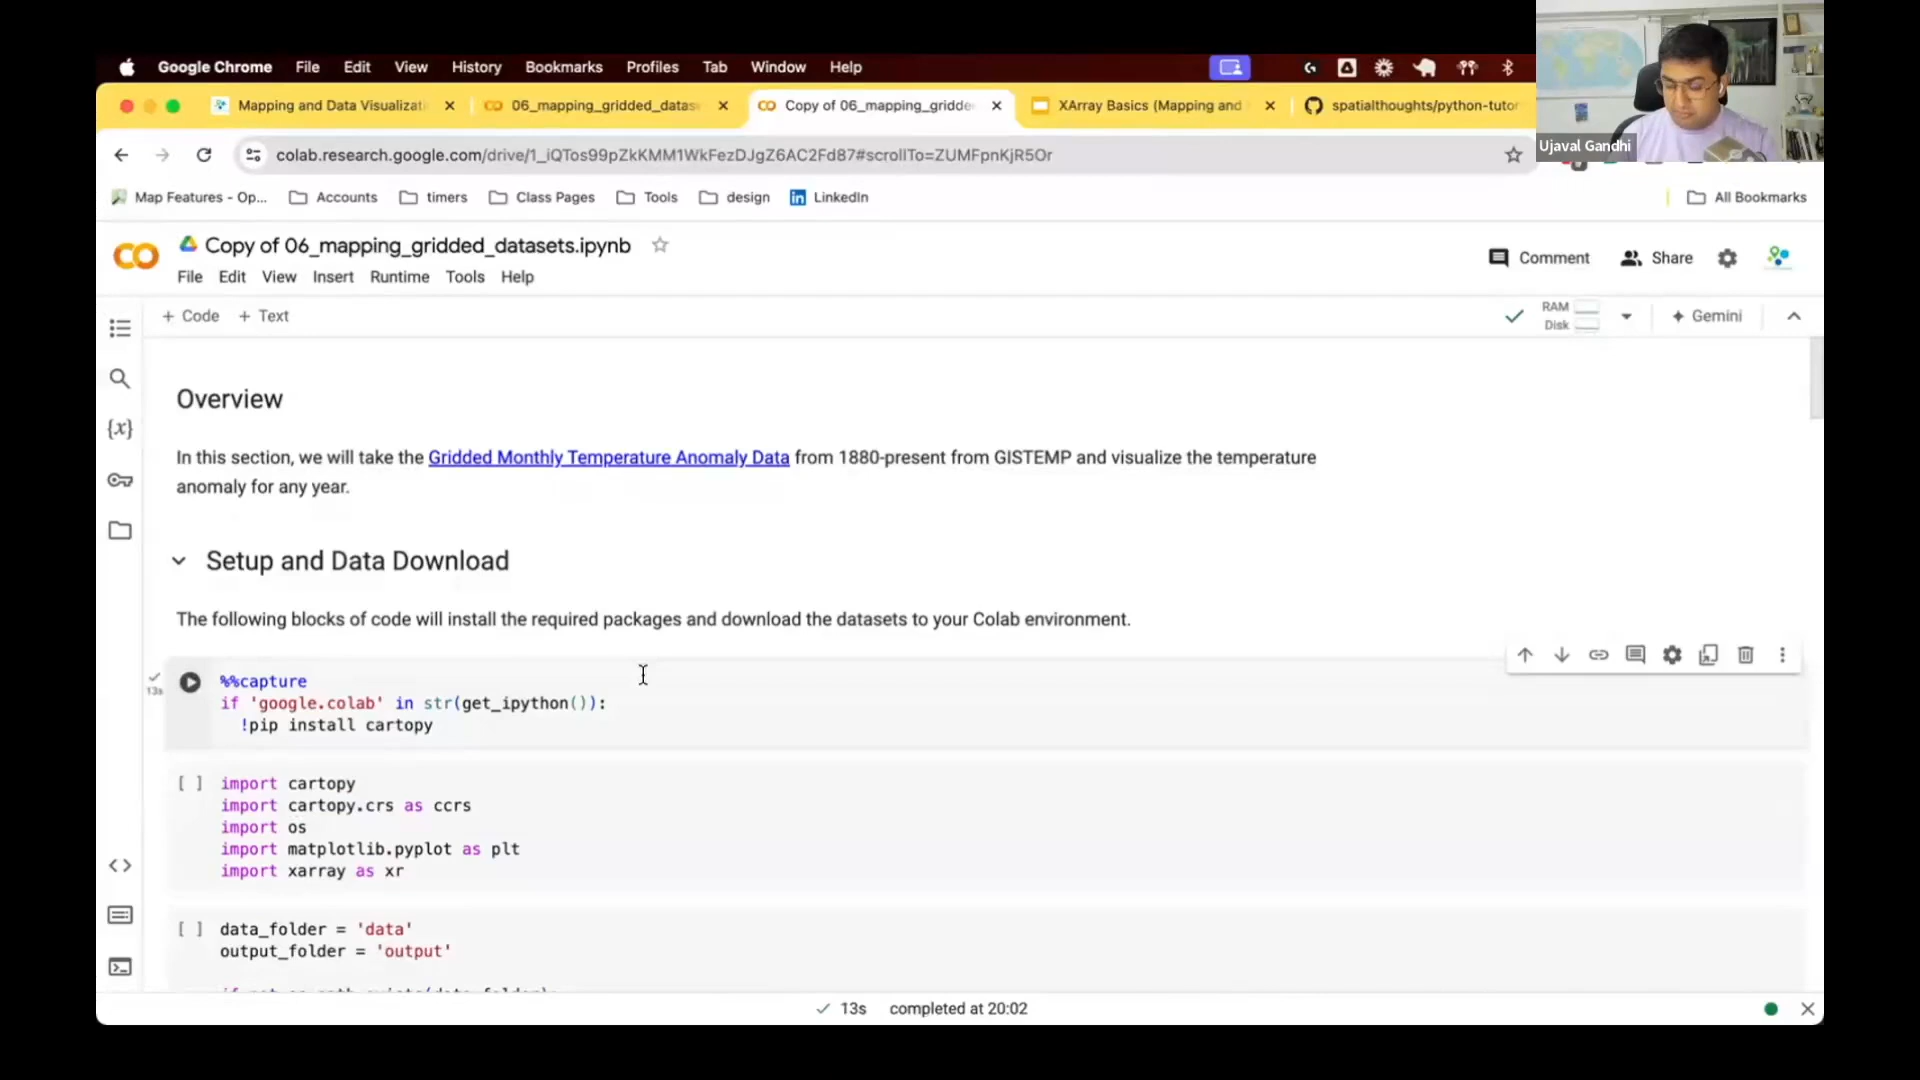 Google Chrome File Edit View History Bookmarks Profiles Tab Window Help
Mapping and Data Visualizati 06_mapping_gridded_datas Copy of 06_mapping_gridde XArray Basics (Mapping and spatialthoughts/python-tutor
Ujaval Gandhi
colab.research.google.com/drive/1_iQTos99pZkKMM1WkFezDJgZ6AC2Fd87#scrollTo=ZUMFpnKjR5Or
Map Features - Op... Accounts timers Class Pages Tools design LinkedIn All Bookmarks
Copy of 06_mapping_gridded_datasets.ipynb
Comment Share
File Edit View Insert Runtime Tools Help
+ Code + Text
RAM
Disk
Gemini
Overview
In this section, we will take the Gridded Monthly Temperature Anomaly Data from 1880-present from GISTEMP and visualize the temperature
anomaly for any year.
Setup and Data Download
The following blocks of code will install the required packages and download the datasets to your Colab environment.
13s
%%capture
if 'google.colab' in str(get_ipython()):
!pip install cartopy
[ ] import cartopy
import cartopy.crs as ccrs
import os
import matplotlib.pyplot as plt
import xarray as xr
[ ] data_folder = 'data'
output_folder = 'output'
13s completed at 20:02